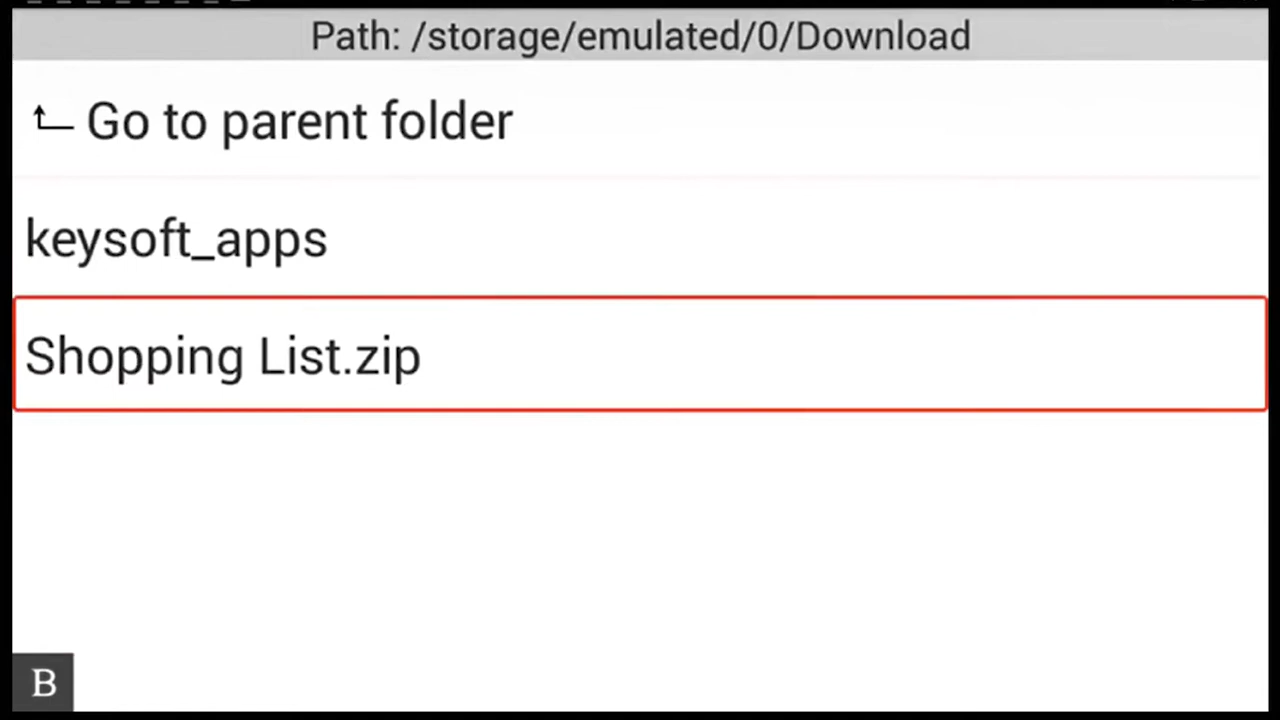 Path: /storage/emulated/0/Download
Go to parent folder
keysoft_apps
Shopping List.zip
B